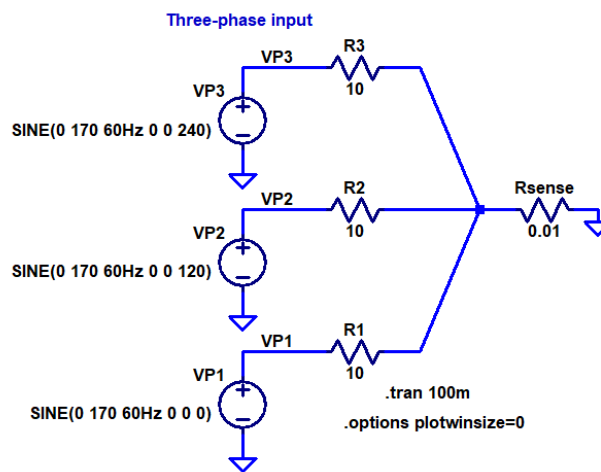 Three-phase input
VP3
R3
10
VP3
SINE(0 170 60Hz 0 0 240)
VP2
R2
10
Rsense
0.01
VP2
SINE(0 170 60Hz 0 0 120)
VP1
R1
10
VP1
SINE(0 170 60Hz 0 0 0)
.tran 100m
.options plotwinsize=0